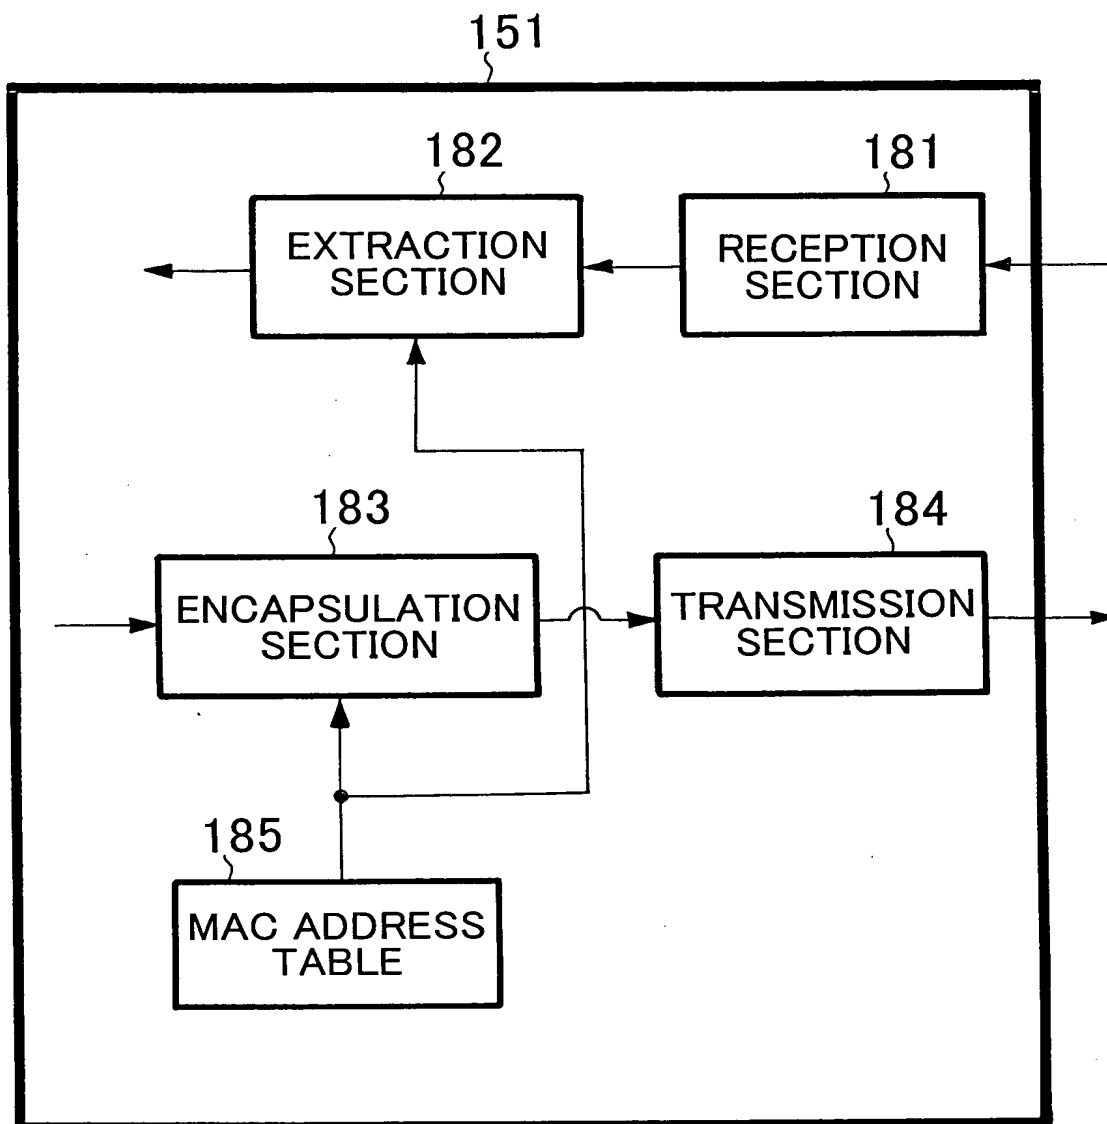 151
182
181
EXTRACTION
SECTION
RECEPTION
SECTION
183
184
ENCAPSULATION
SECTION
TRANSMISSION
SECTION
185
MAC ADDRESS
TABLE